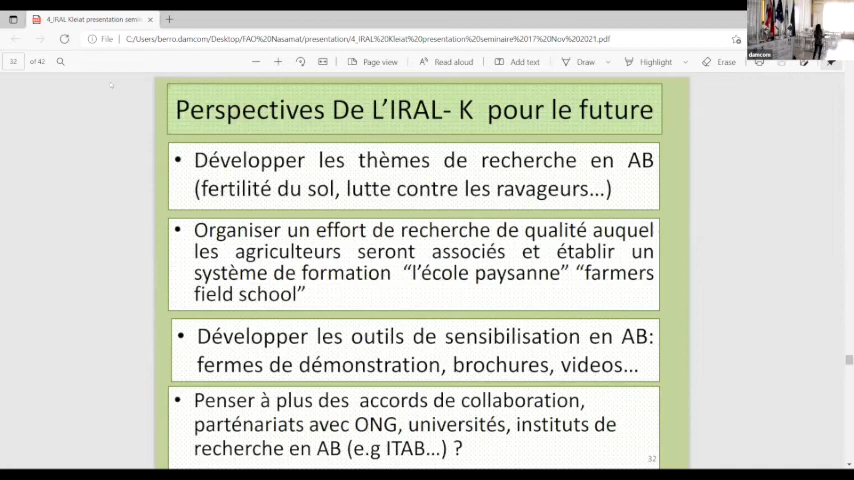 4_IRAL Kleiat presentation semin
File
C:/Users/berro.damcom/Desktop/FAO%20Nasamat/presentation/4_IRAL%20Kleiat%20presentation%20seminaire%2017%20Nov%202021.pdf
32 of 42
Page view
Read aloud
Add text
Draw
Highlight
Erase
damcom
Perspectives De L'IRAL- K pour le future
• Développer les thèmes de recherche en AB
(fertilité du sol, lutte contre les ravageurs...)
• Organiser un effort de recherche de qualité auquel
les agriculteurs seront associés et établir un
système de formation "l'école paysanne" "farmers
field school"
• Développer les outils de sensibilisation en AB:
fermes de démonstration, brochures, videos...
• Penser à plus des accords de collaboration,
parténariats avec ONG, universités, instituts de
recherche en AB (e.g ITAB...) ?
32